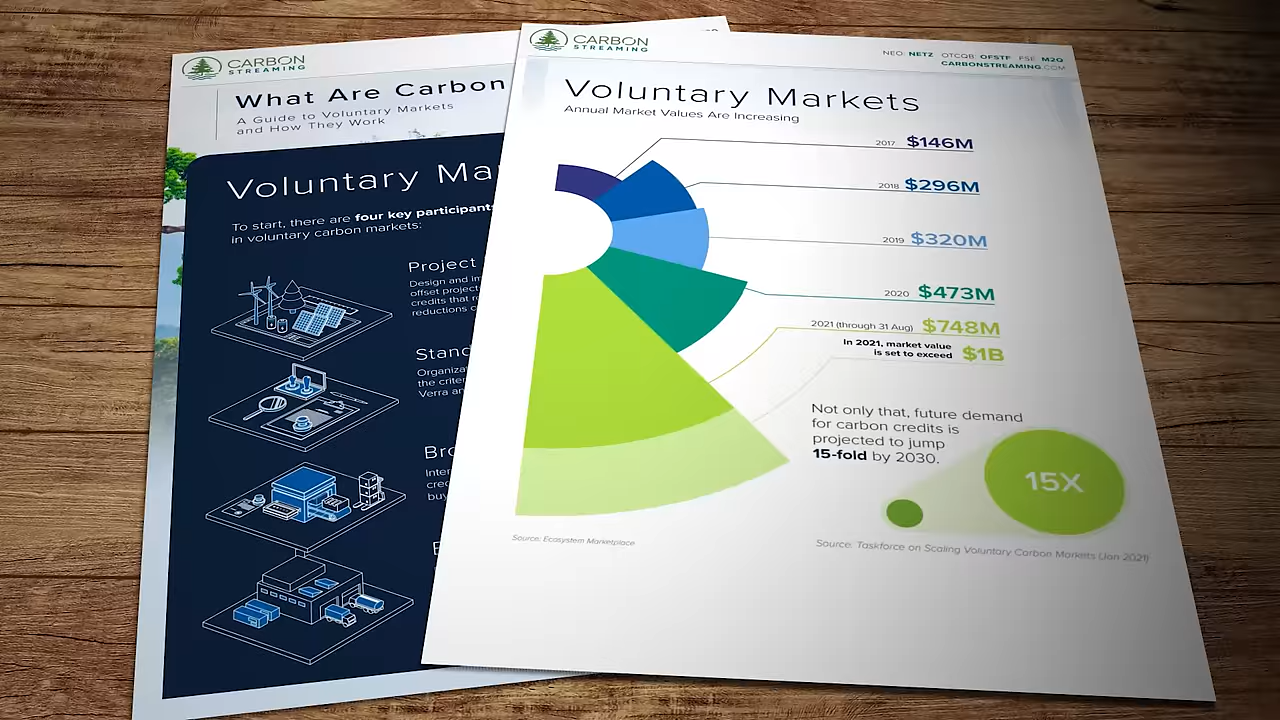 CARBON
STREAMING
What Are Carbon
A Guide to Voluntary Markets
and How They Work
Voluntary Ma
To start, there are four key participants
in voluntary carbon markets:
Project
Design and im
offset project
credits that r
reductions o
Stand
Organiza
the criter
Verra an
Bro
Inter
cred
buy
CARBON
STREAMING
NEO: NETZ OTCQB: OFSTF FSE: M2Q
CARBONSTREAMING.COM
Voluntary Markets
Annual Market Values Are Increasing
2017 $146M
2018 $296M
2019 $320M
2020 $473M
2021 (through 31 Aug) $748M
In 2021, market value
is set to exceed $1B
Not only that, future demand
for carbon credits is
projected to jump
15-fold by 2030.
15X
Source: Ecosystem Marketplace
Source: Taskforce on Scaling Voluntary Carbon Markets (Jan 2021)